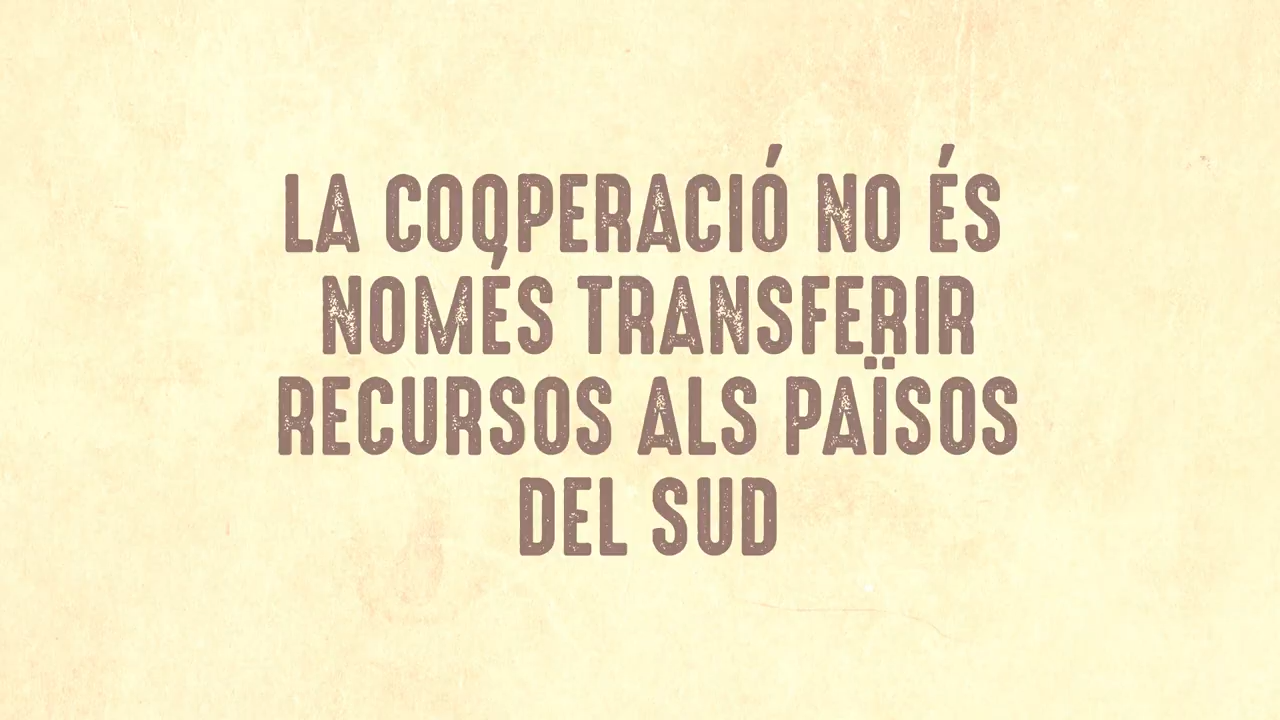 LA COOPERACIÓ NO ÉS
NOMÉS TRANSFERIR
RECURSOS ALS PAÏSOS
DEL SUD